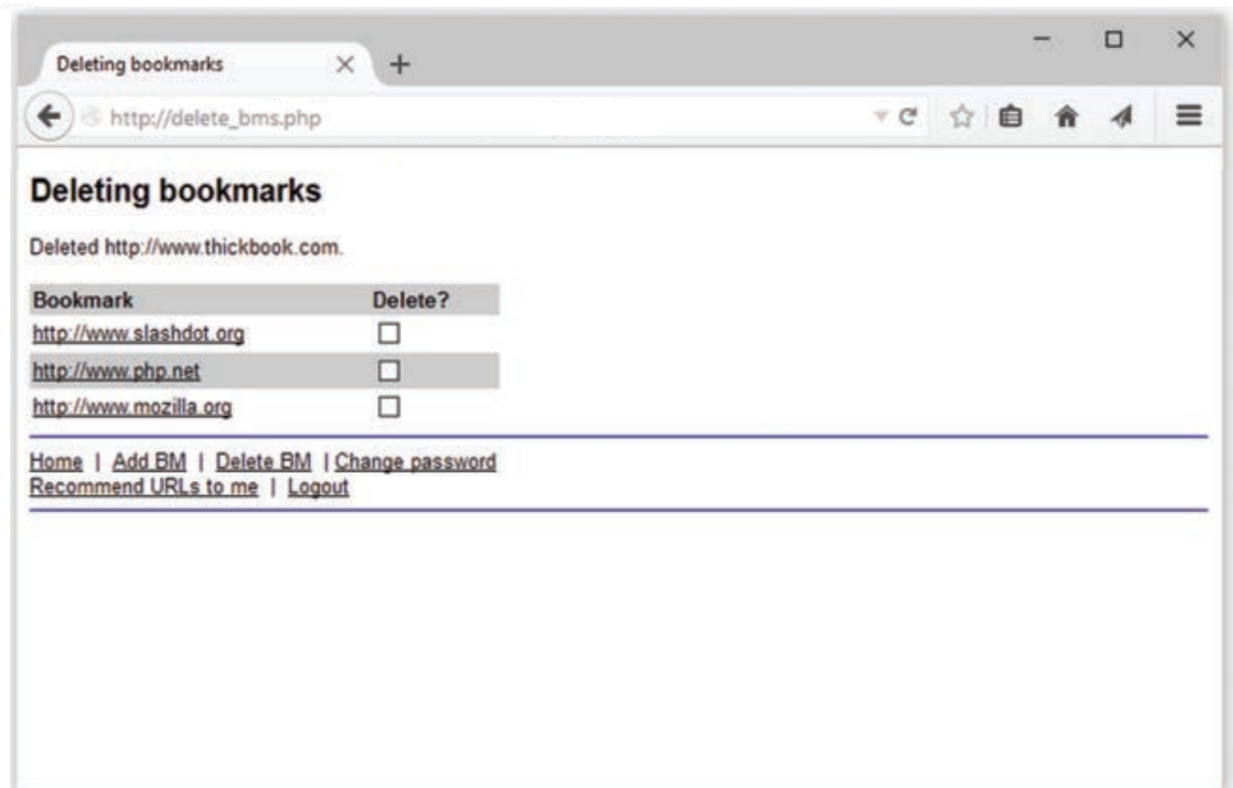 Deleting bookmarks
http://delete_bms.php
Deleting bookmarks
Deleted http://www.thickbook.com.
Bookmark Delete?
http://www.slashdot.org
http://www.php.net
http://www.mozilla.org
Home | Add BM | Delete BM | Change password
Recommend URLs to me | Logout